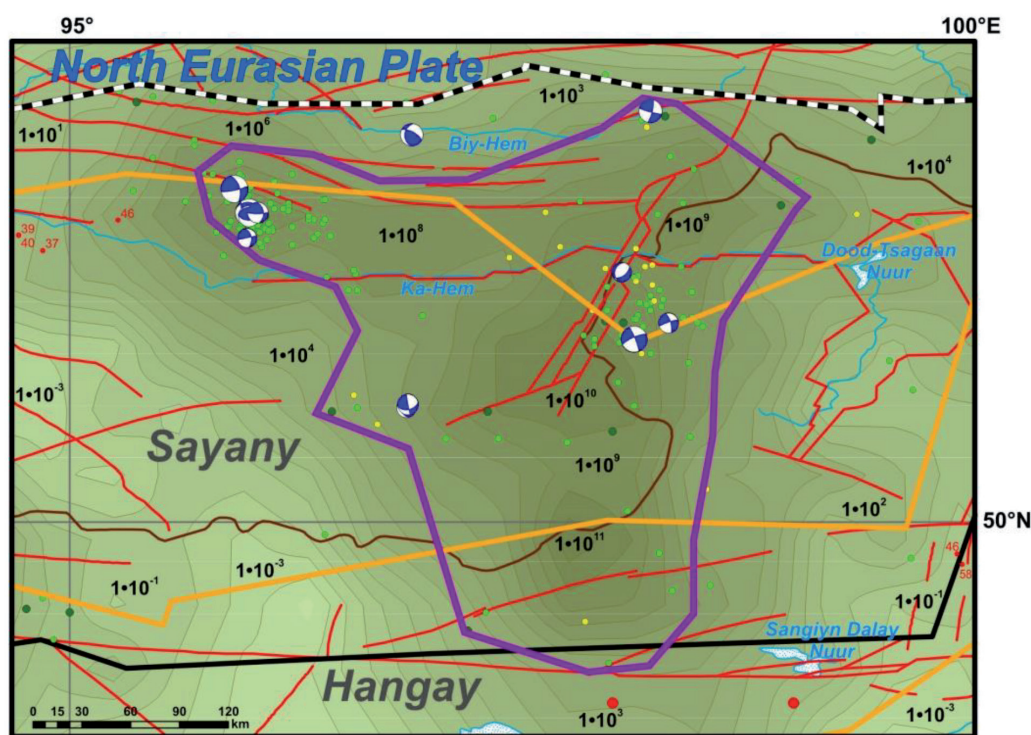 95°
100°E
North Eurasian Plate
1•10³
1•10¹
1•10⁶
Biy-Hem
1•10⁴
46
39
40 37
1•10⁸
1•10⁹
Dood-Tsagaan
Nuur
Ka-Hem
1•10⁴
1•10⁻³
1•10¹⁰
Sayany
1•10⁹
1•10²
50°N
1•10¹¹
1•10⁻³
1•10⁻¹
46
58
1•10⁻¹
Sangiyn Dalay
Nuur
Hangay
1•10³
1•10⁻³
0 15 30 60 90 120
km